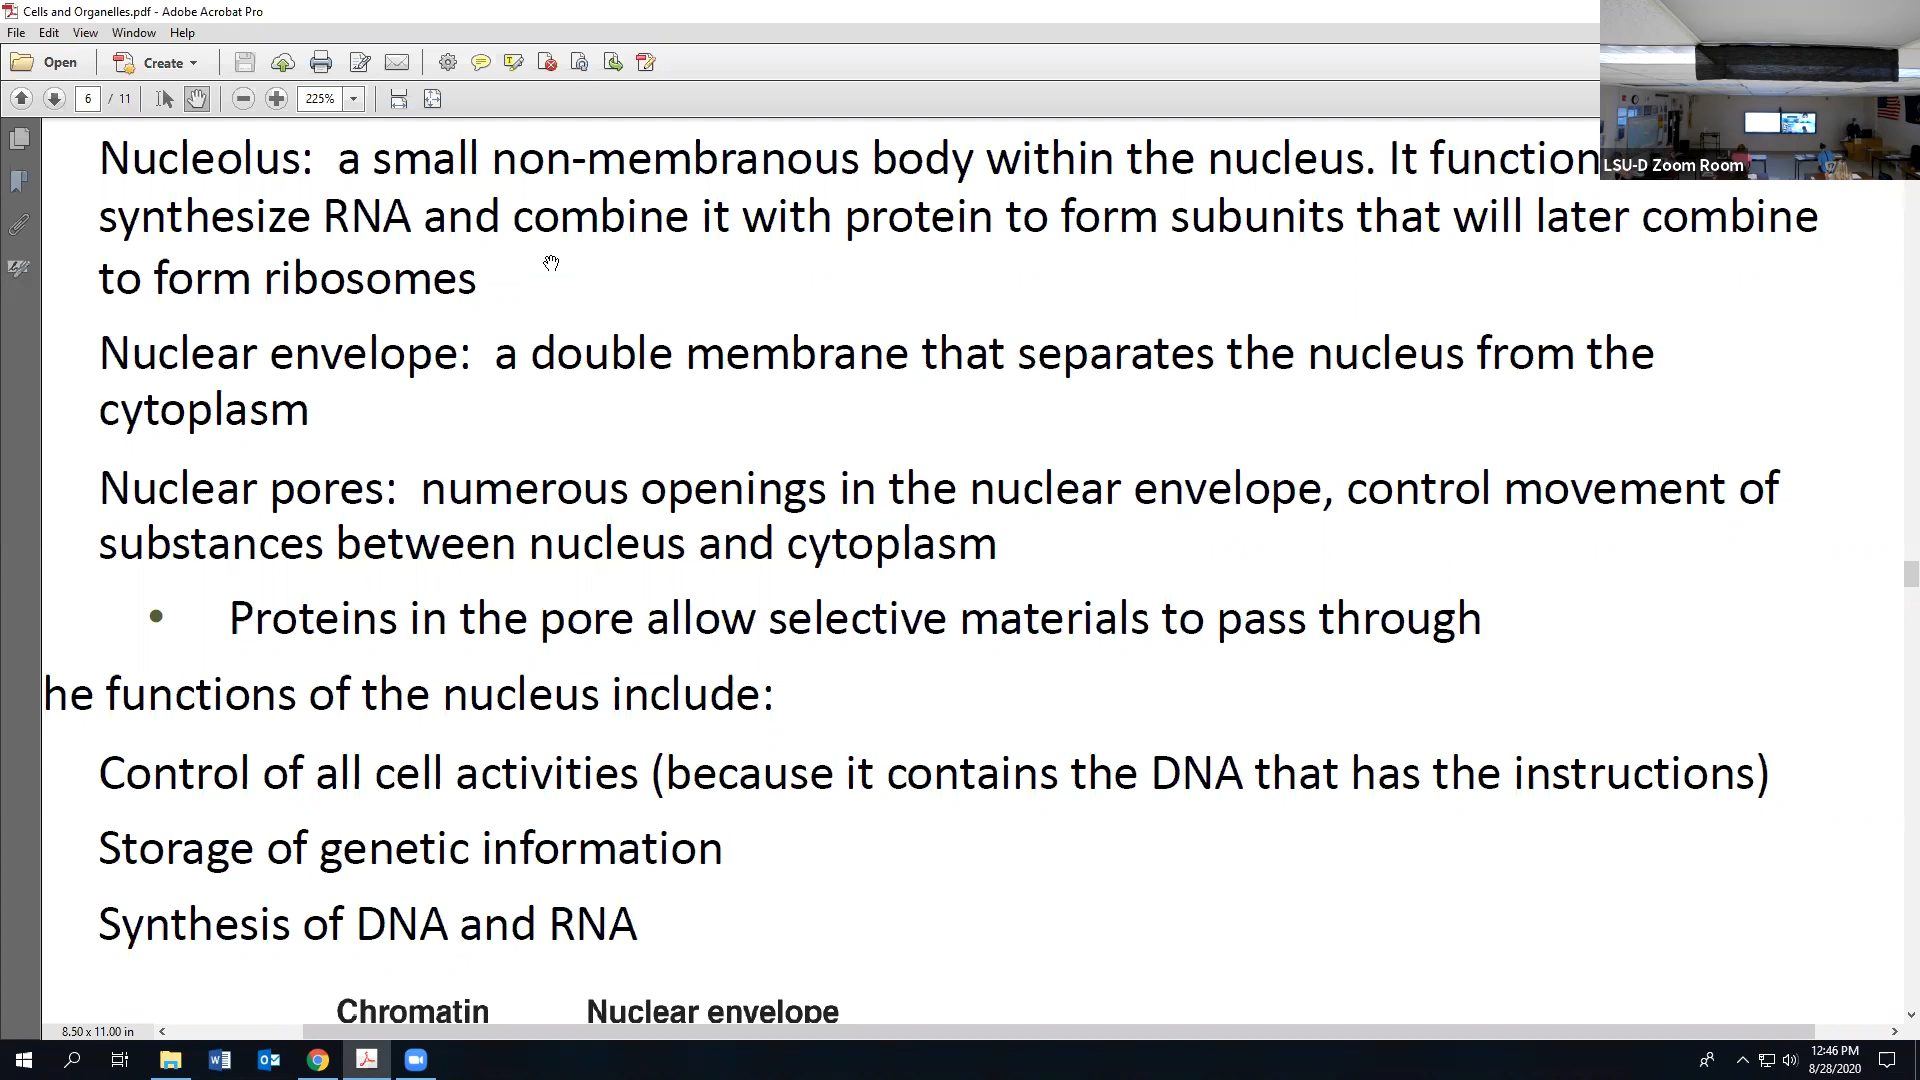 Cells and Organelles.pdf - Adobe Acrobat Pro
File Edit View Window Help
Open Create
6 / 11 225%
Nucleolus: a small non-membranous body within the nucleus. It function
synthesize RNA and combine it with protein to form subunits that will later combine
to form ribosomes
Nuclear envelope: a double membrane that separates the nucleus from the
cytoplasm
Nuclear pores: numerous openings in the nuclear envelope, control movement of
substances between nucleus and cytoplasm
• Proteins in the pore allow selective materials to pass through
he functions of the nucleus include:
Control of all cell activities (because it contains the DNA that has the instructions)
Storage of genetic information
Synthesis of DNA and RNA
Chromatin Nuclear envelope
8.50 x 11.00 in
LSU-D Zoom Room
12:46 PM
8/28/2020